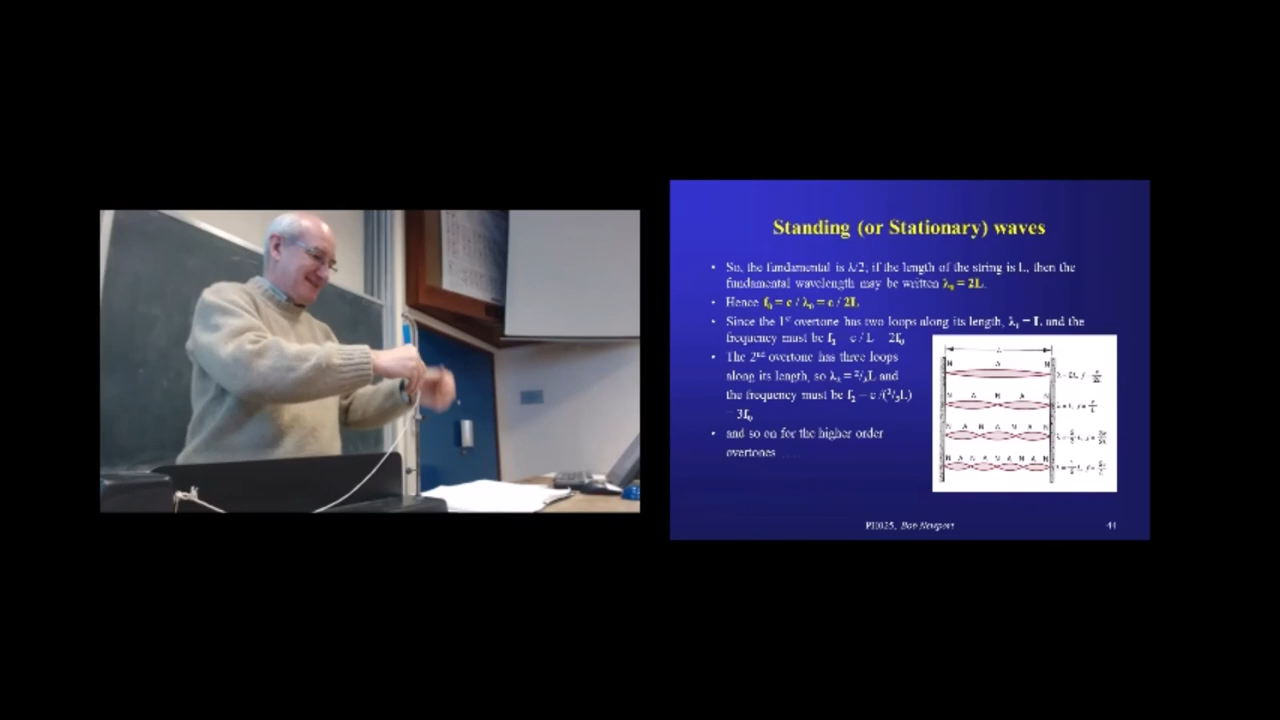 Standing (or Stationary) waves
• So, the fundamental is λ/2; if the length of the string is L, then the
fundamental wavelength may be written λ₀ = 2L.
• Hence f₀ = c / λ₀ = c / 2L
• Since the 1ˢᵗ overtone has two loops along its length, λ₁ = L and the
frequency must be f₁ = c / L = 2f₀
• The 2ⁿᵈ overtone has three loops
along its length, so λ₂ = ²/₃L and
the frequency must be f₂ = c /(²/₃L)
= 3f₀
• and so on for the higher order
overtones ....
N A N
N A N A N
N A N A N A N
N A N A N A N A N
PH025, Bob Newport 44